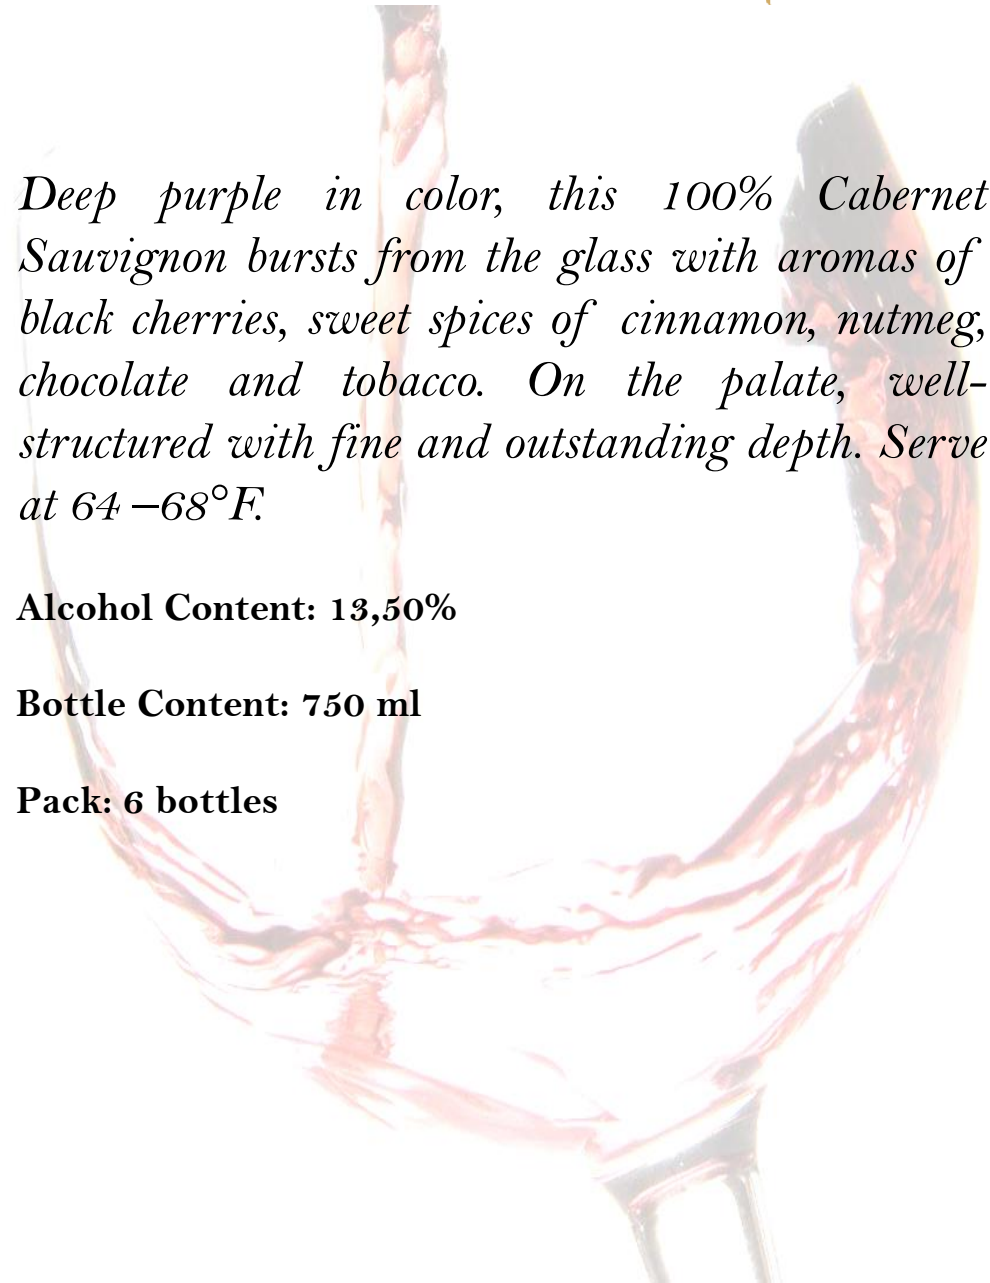 Deep purple in color, this 100% Cabernet
Sauvignon bursts from the glass with aromas of
black cherries, sweet spices of cinnamon, nutmeg,
chocolate and tobacco. On the palate, well-
structured with fine and outstanding depth. Serve
at 64 –68°F.
Alcohol Content: 13,50%
Bottle Content: 750 ml
Pack: 6 bottles